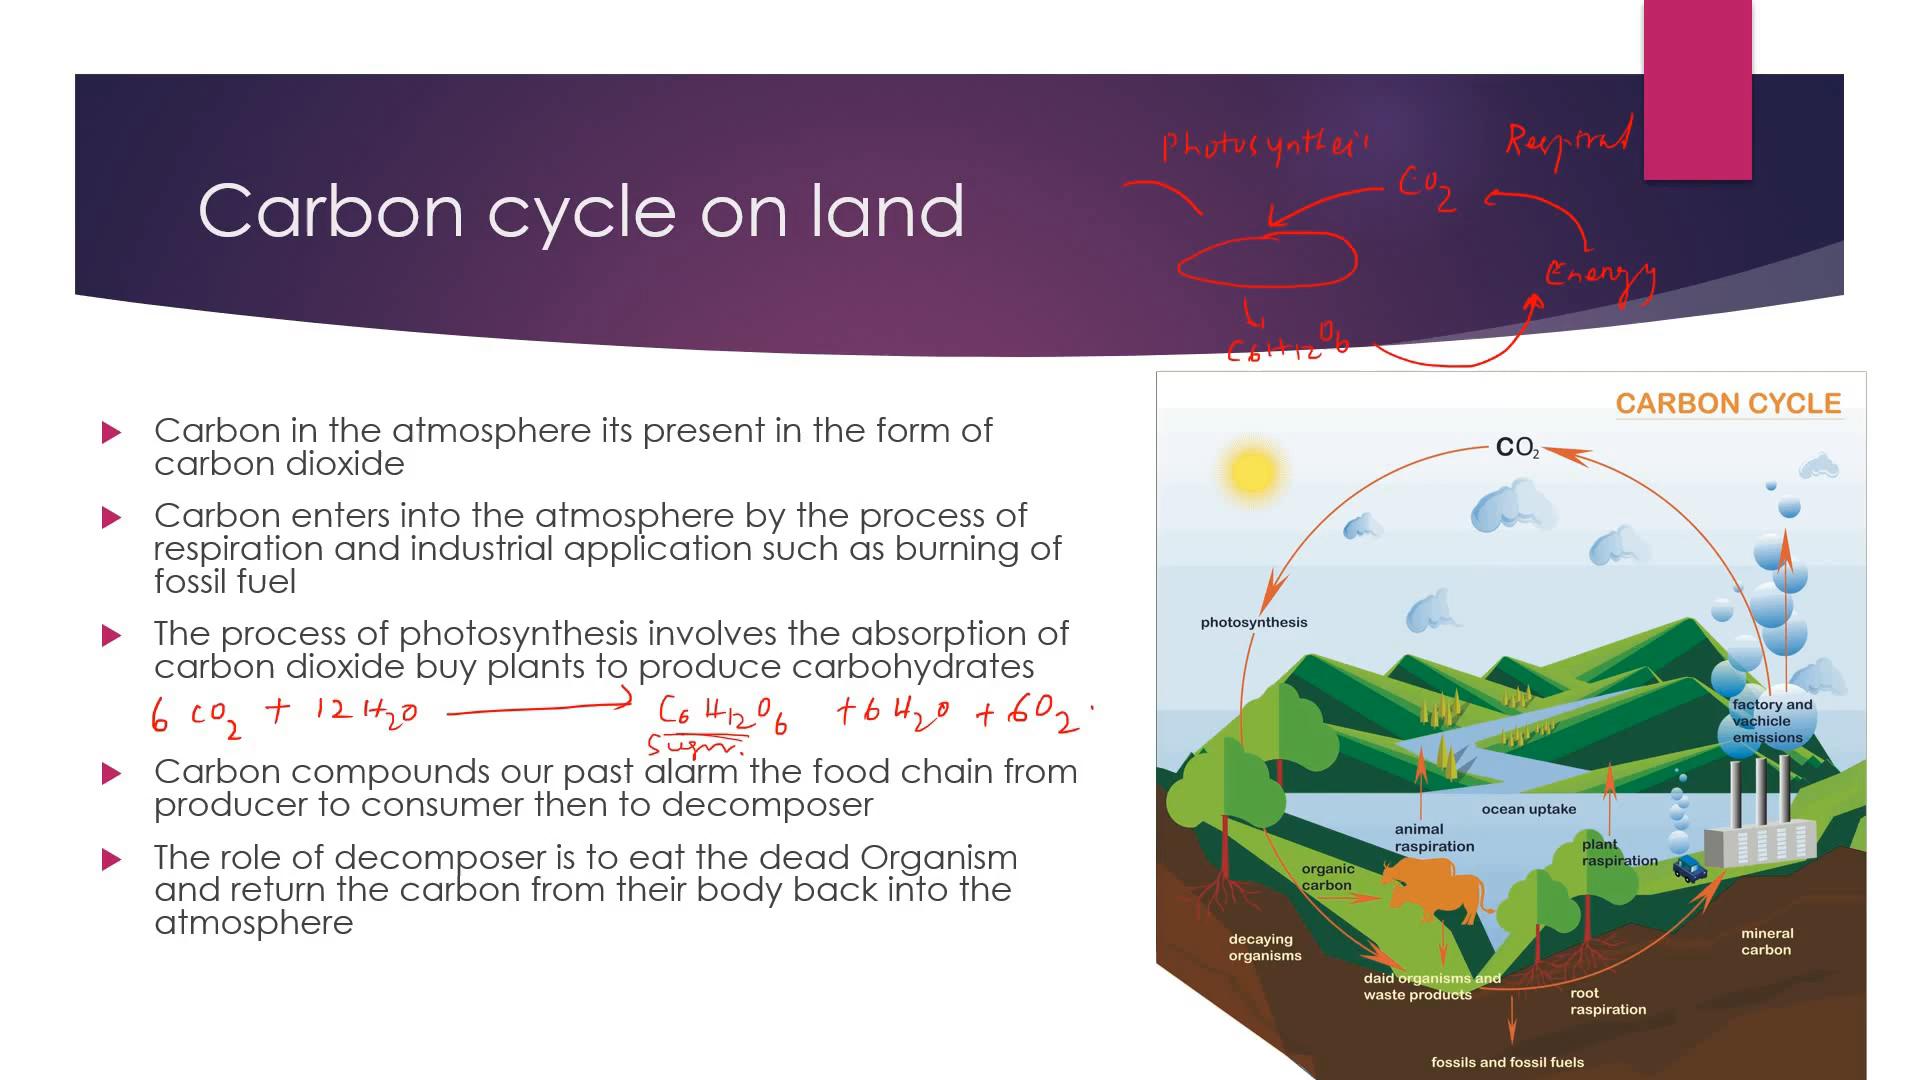 Photosynthesis
Respirat
CO2
Carbon cycle on land
Energy
C6H12O6
CARBON CYCLE
Carbon in the atmosphere its present in the form of
carbon dioxide
Carbon enters into the atmosphere by the process of
respiration and industrial application such as burning of
fossil fuel
The process of photosynthesis involves the absorption of
carbon dioxide buy plants to produce carbohydrates
6 CO2 + 12 H2O → C6H12O6 + 6H2O + 6O2
Sugar.
Carbon compounds our past alarm the food chain from
producer to consumer then to decomposer
The role of decomposer is to eat the dead Organism
and return the carbon from their body back into the
atmosphere
CO2
photosynthesis
factory and
vachicle
emissions
ocean uptake
animal
raspiration
plant
raspiration
organic
carbon
decaying
organisms
mineral
carbon
daid organisms and
waste products
root
raspiration
fossils and fossil fuels